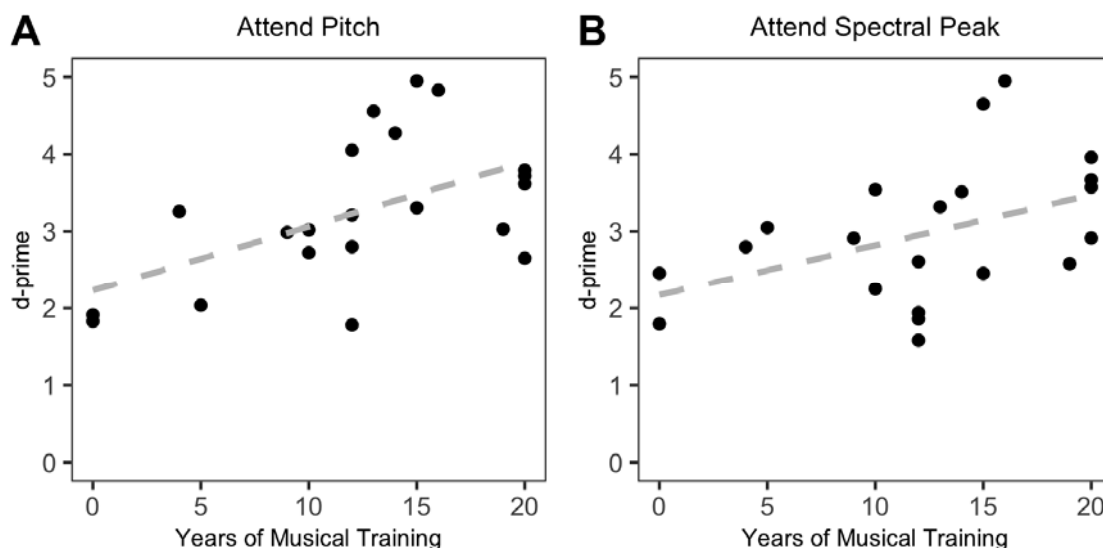 A Attend Pitch
5
4
3
2
1
0
d-prime
0 5 10 15 20
Years of Musical Training
B Attend Spectral Peak
5
4
3
2
1
0
d-prime
0 5 10 15 20
Years of Musical Training